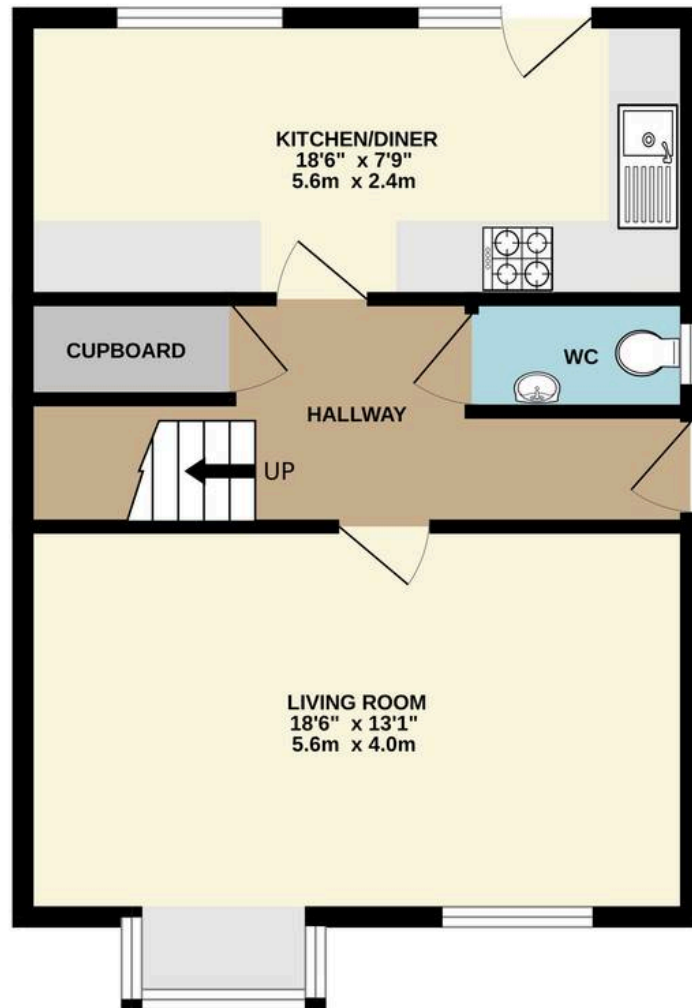 KITCHEN/DINER
18'6" x 7'9"
5.6m x 2.4m
CUPBOARD
WC
HALLWAY
UP
LIVING ROOM
18'6" x 13'1"
5.6m x 4.0m